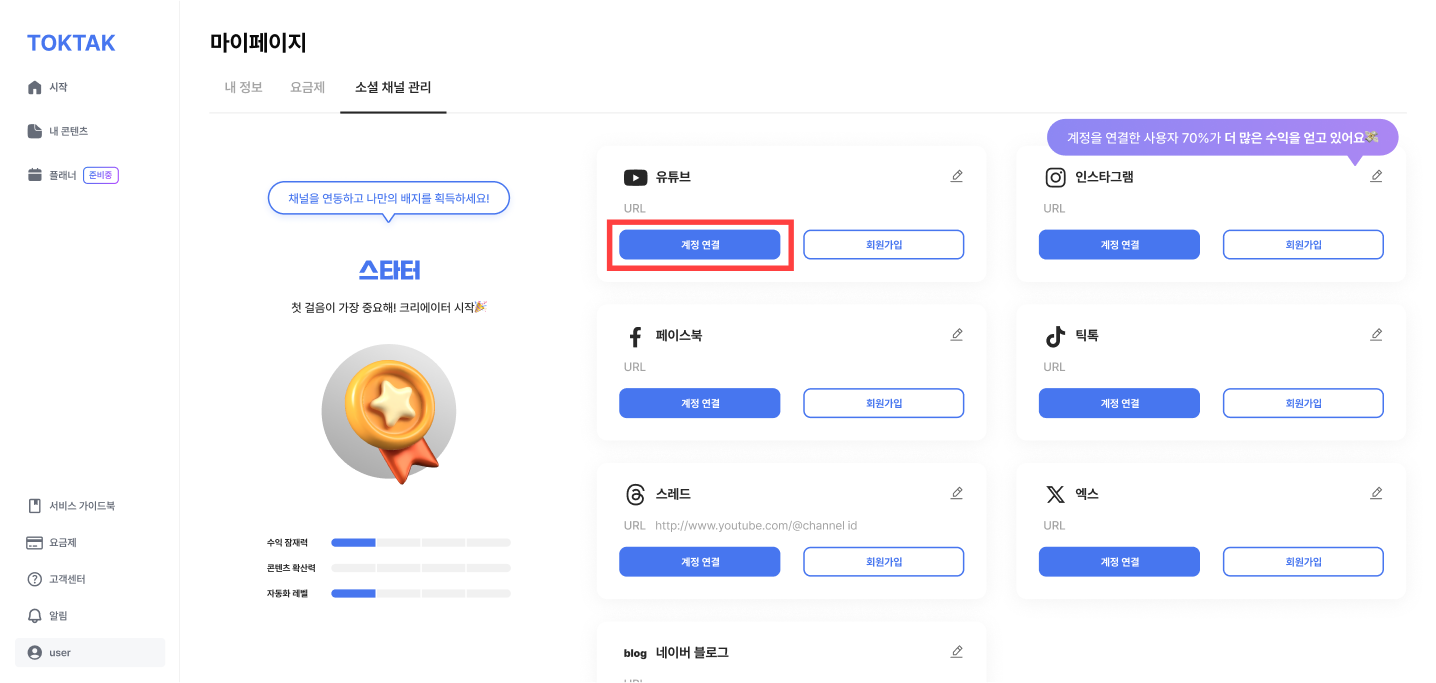 TOKTAK
시작
내 콘텐츠
플래너 준비중
서비스 가이드북
요금제
고객센터
알림
user
마이페이지
내 정보 요금제 소셜 채널 관리
채널을 연동하고 나만의 배지를 획득하세요!
스타터
첫 걸음이 가장 중요해! 크리에이터 시작🎉
수익 잠재력
콘텐츠 확산력
자동화 레벨
계정을 연결한 사용자 70%가 더 많은 수익을 얻고 있어요💸
유튜브
URL
계정 연결 회원가입
인스타그램
URL
계정 연결 회원가입
페이스북
URL
계정 연결 회원가입
틱톡
URL
계정 연결 회원가입
스레드
URL http://www.youtube.com/@channel id
계정 연결 회원가입
엑스
URL
계정 연결 회원가입
blog 네이버 블로그
URL